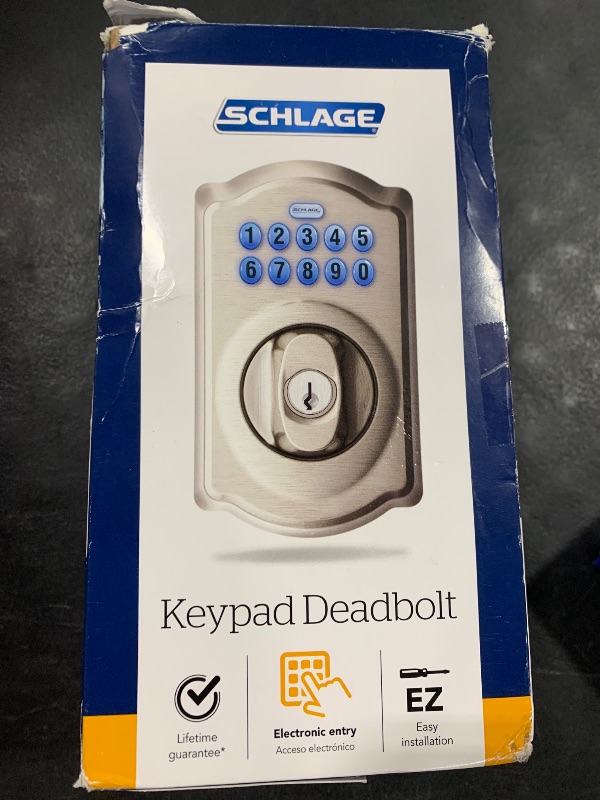 SCHLAGE
SCHLAGE
1 2 3 4 5
6 7 8 9 0
Keypad Deadbolt
Lifetime
guarantee*
Electronic entry
Acceso electrónico
EZ
Easy
installation